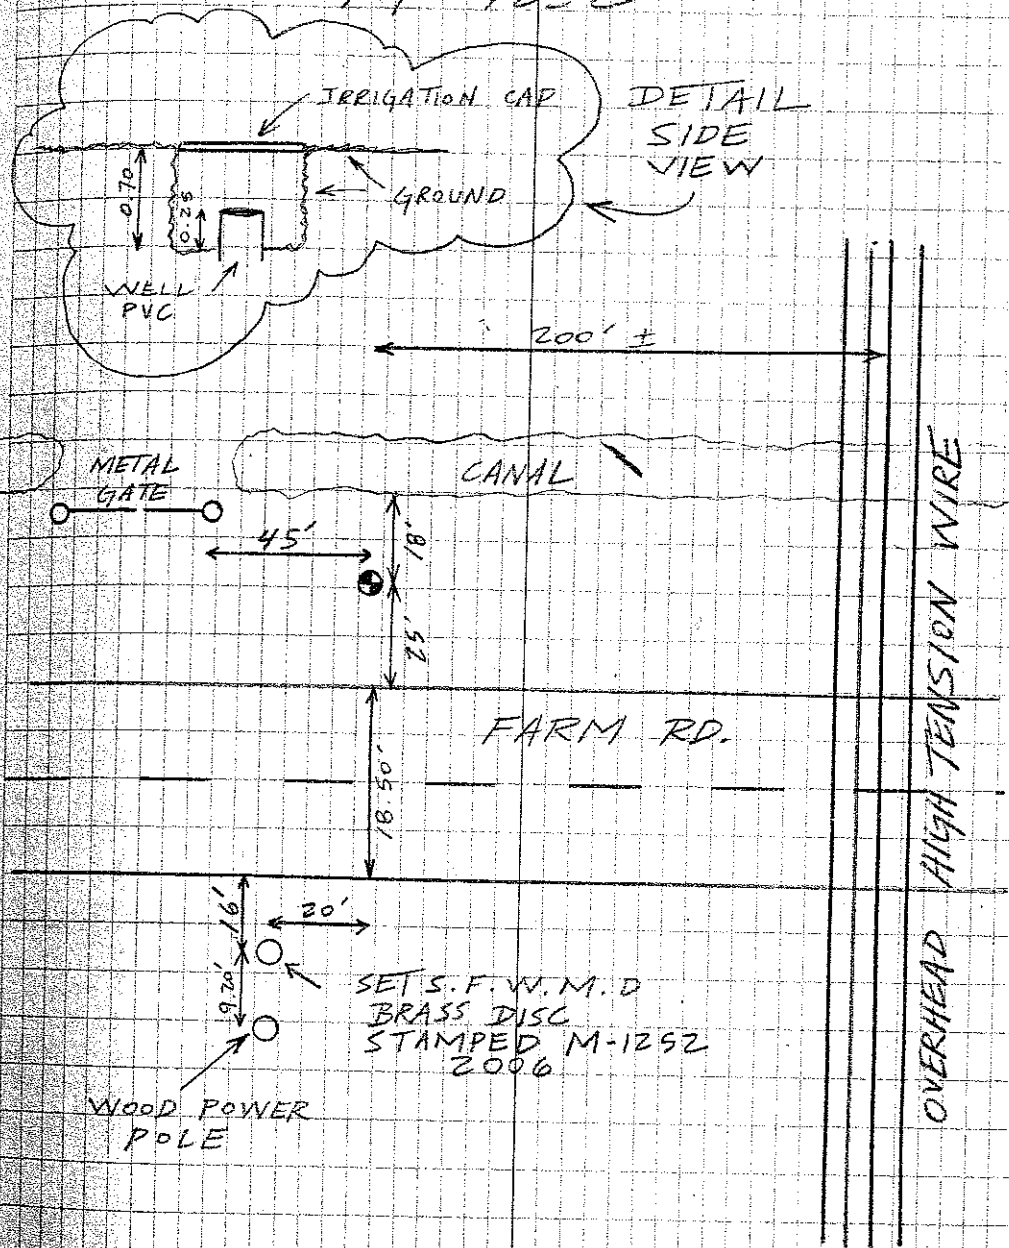 IRRIGATION CAP
DETAIL
SIDE
VIEW
0.70
0.25
GROUND
WELL
PVC
200' ±
METAL
GATE
CANAL
45'
18'
25'
FARM RD.
18.50'
OVERHEAD HIGH TENSION WIRE
16'
20'
9.20'
SET S.F.W.M.D
BRASS DISC
STAMPED M-1252
2006
WOOD POWER
POLE